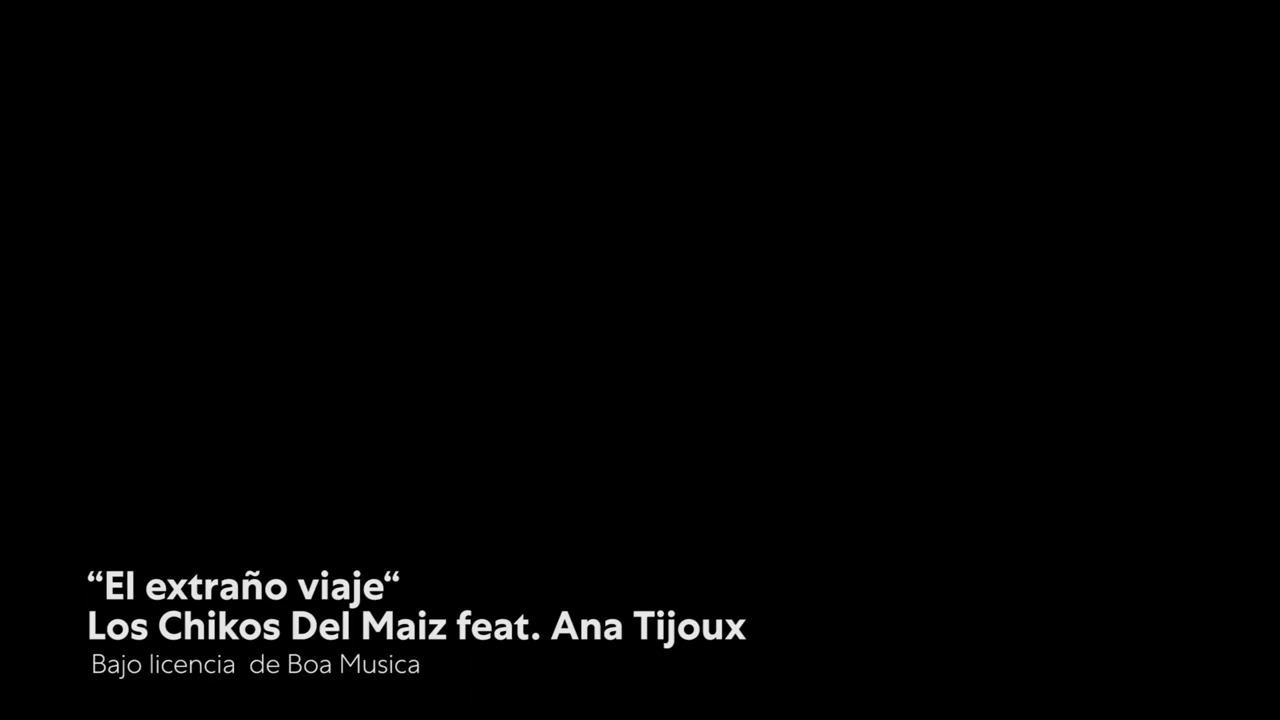 “El extraño viaje“
Los Chikos Del Maiz feat. Ana Tijoux
Bajo licencia  de Boa Musica